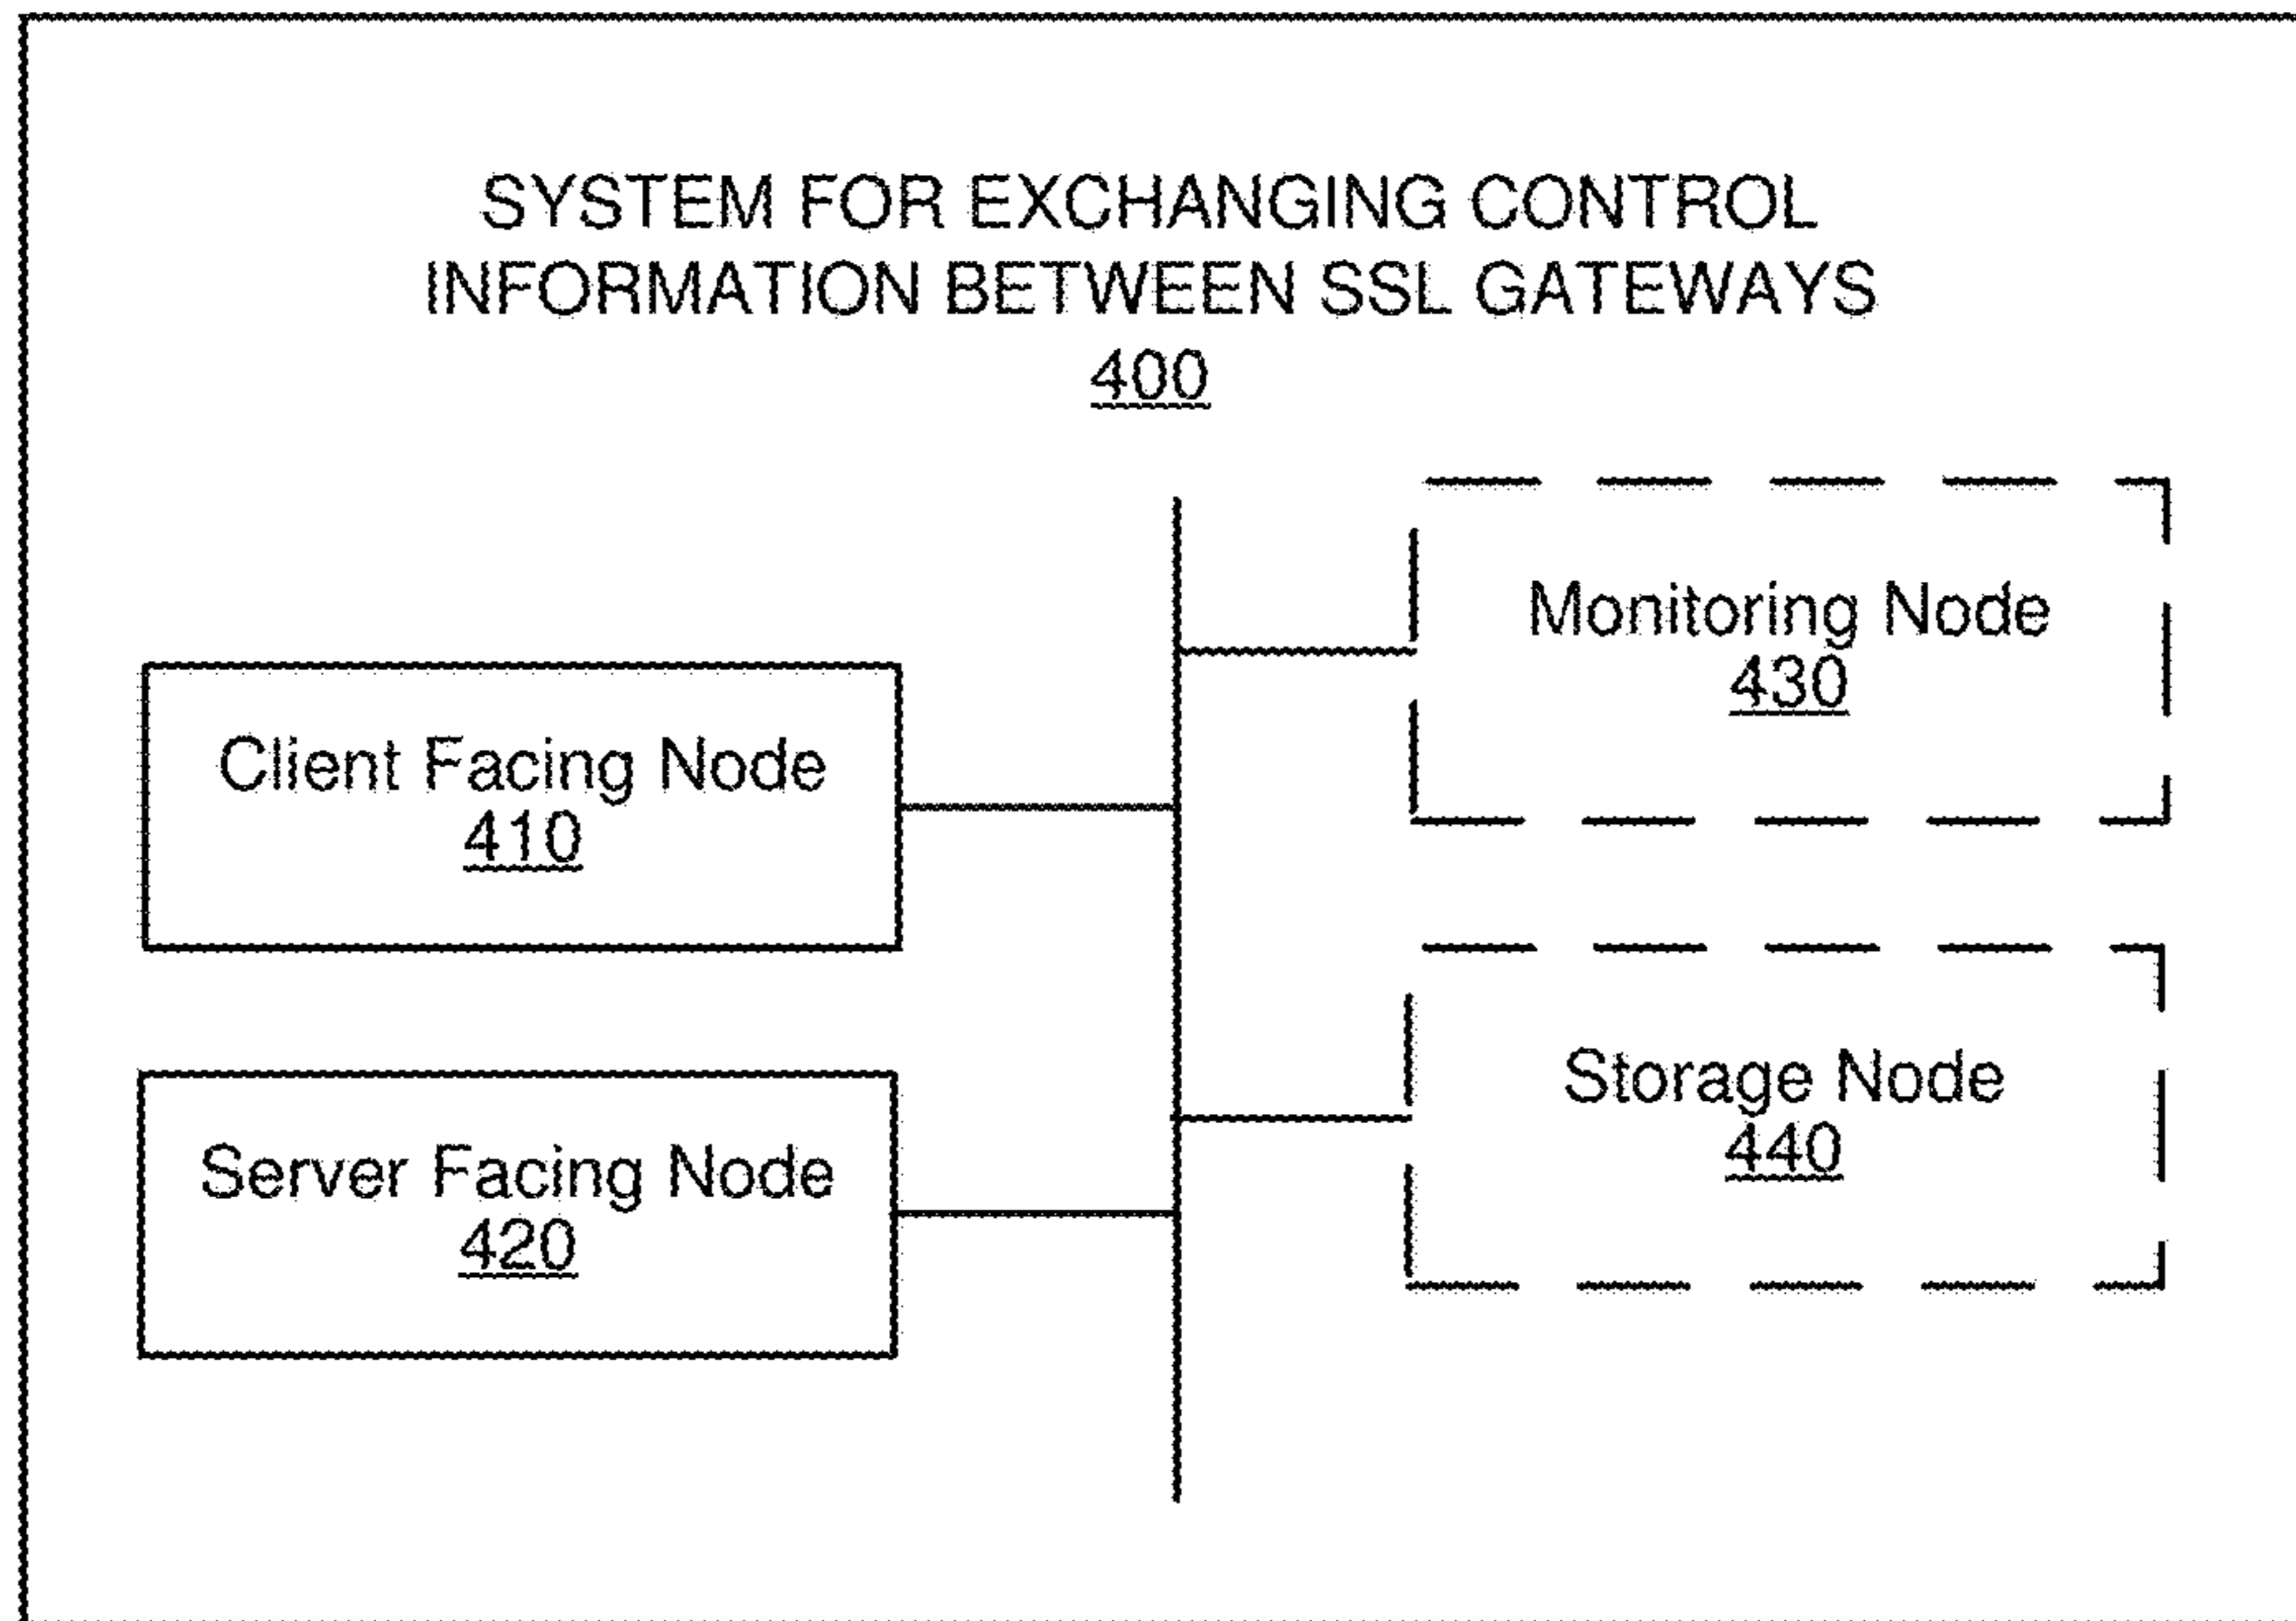 SYSTEM FOR EXCHANGING CONTROL
INFORMATION BETWEEN SSL GATEWAYS
400
Monitoring Node
430
Client Facing Node
410
Storage Node
440
Server Facing Node
420